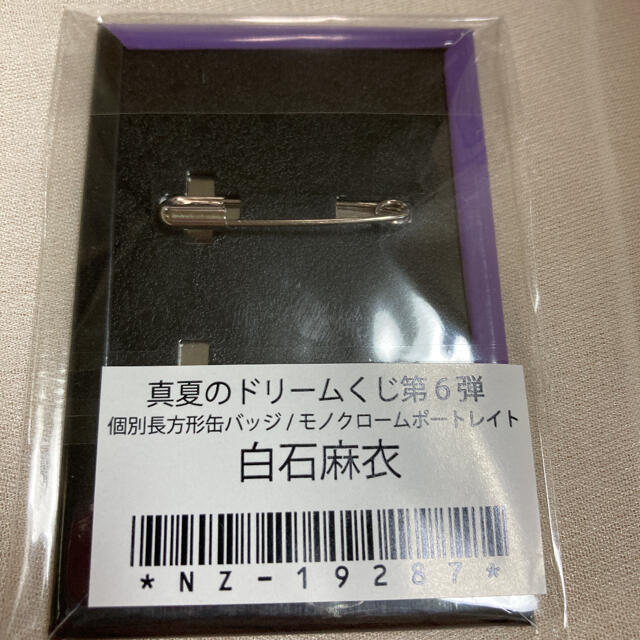 真夏のドリームくじ第6弾
個別長方形缶バッジ/モノクロームポートレイト
白石麻衣
*NZ-19287*